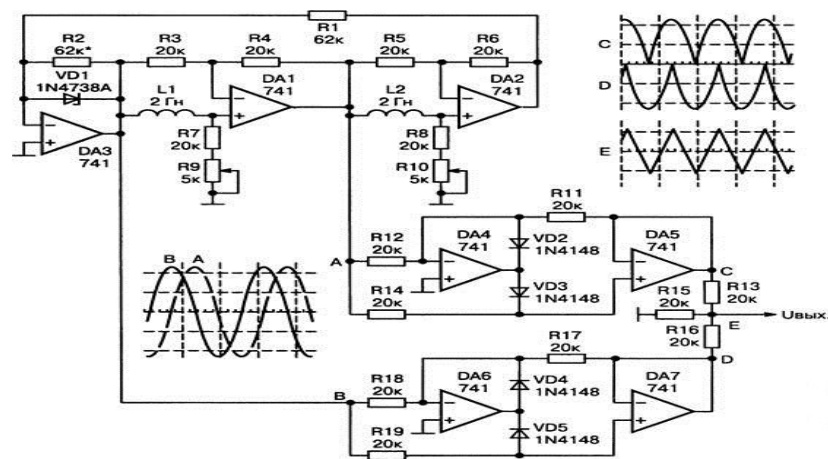 R1
62к
R2
62к*
R3
20к
R4
20к
R5
20к
R6
20к
VD1
1N4738A
L1
2 Гн
DA1
741
L2
2 Гн
DA2
741
DA3
741
R7
20к
R9
5к
R8
20к
R10
5к
C
D
E
B A
A
R12
20к
R14
20к
DA4
741
R11
20к
VD2
1N4148
VD3
1N4148
DA5
741
C
R13
20к
R15
20к
E
Uвых.
R16
20к
D
B
R18
20к
R19
20к
DA6
741
R17
20к
VD4
1N4148
VD5
1N4148
DA7
741